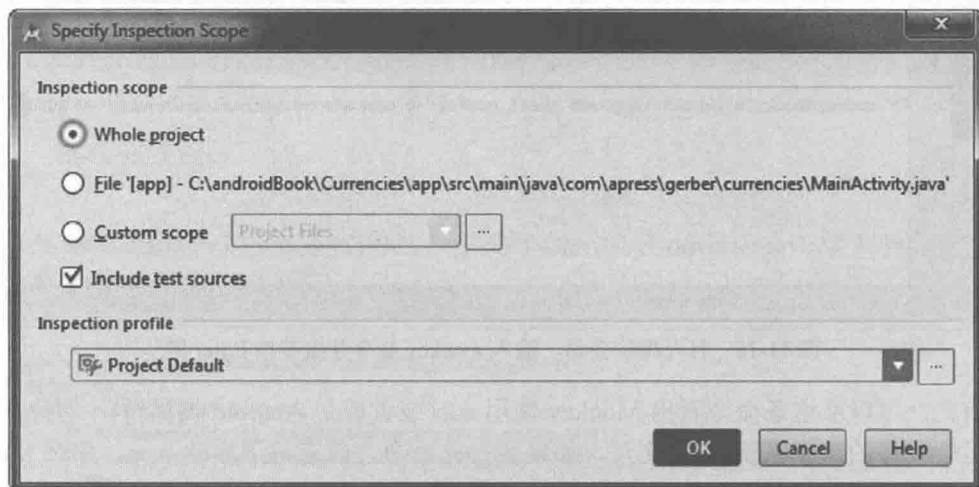 Specify Inspection Scope
Inspection scope
Whole project
File '[app] - C:\androidBook\Currencies\app\src\main\java\com\apress\gerber\currencies\MainActivity.java'
Custom scope Project Files ...
Include test sources
Inspection profile
Project Default ...
OK Cancel Help